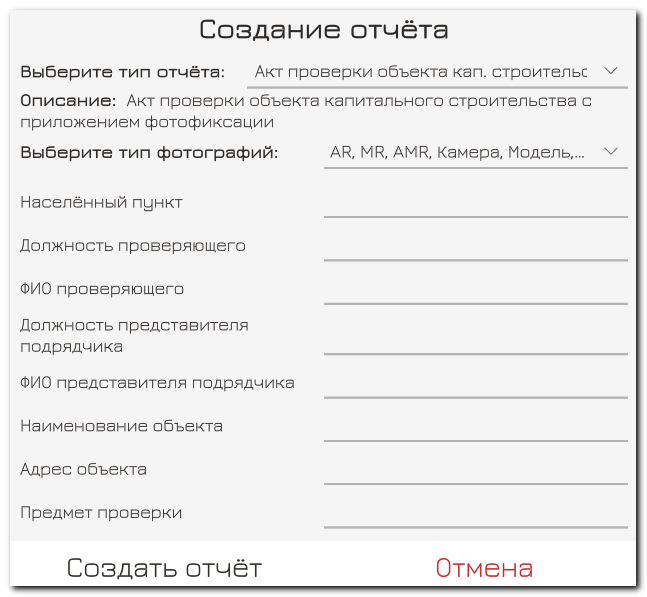 Создание отчёта
Выберите тип отчёта: Акт проверки объекта кап. строительс
Описание: Акт проверки объекта капитального строительства с
приложением фотофиксации
Выберите тип фотографий: AR, MR, AMR, Камера, Модель,...
Населённый пункт
Должность проверяющего
ФИО проверяющего
Должность представителя
подрядчика
ФИО представителя подрядчика
Наименование объекта
Адрес объекта
Предмет проверки
Создать отчёт Отмена